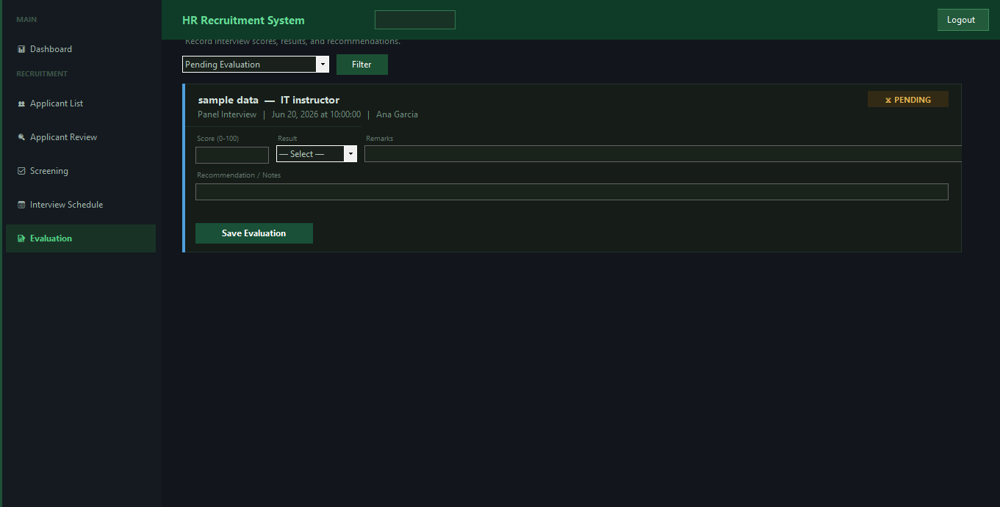 MAIN
Dashboard
RECRUITMENT
Applicant List
Applicant Review
Screening
Interview Schedule
Evaluation
HR Recruitment System
Logout
Record interview scores, results, and recommendations.
Pending Evaluation
Filter
sample data — IT instructor
PENDING
Panel Interview | Jun 20, 2026 at 10:00:00 | Ana Garcia
Score (0-100)
Result
Remarks
— Select —
Recommendation / Notes
Save Evaluation